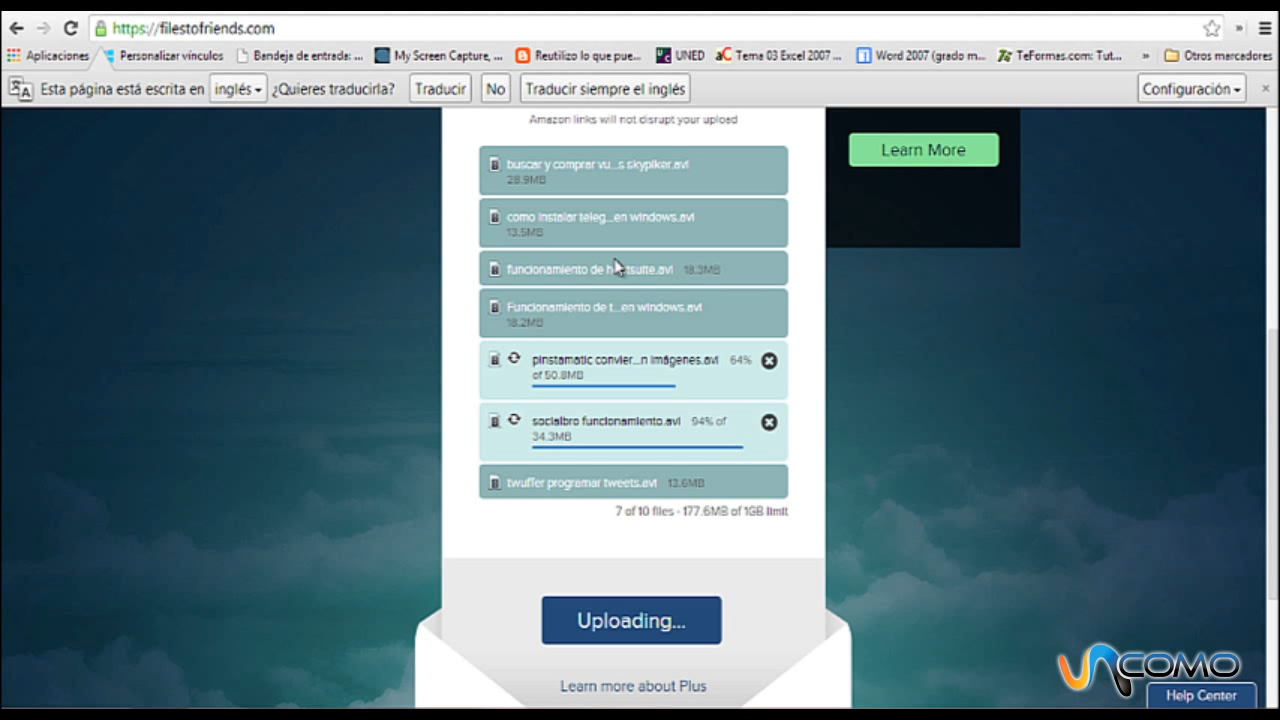 https://filestofriends.com
Aplicaciones Personalizar vínculos Bandeja de entrada: ... My Screen Capture, ... Reutilizo lo que pue... UNED Tema 03 Excel 2007 ... Word 2007 (grado m... TeFormas.com: Tut... » Otros marcadores
Esta página está escrita en inglés ¿Quieres traducirla? Traducir No Traducir siempre el inglés Configuración
Amazon links will not disrupt your upload
Learn More
buscar y comprar vu...s skypiker.avi
28.9MB
como instalar teleg...en windows.avi
13.5MB
funcionamiento de h tsuite.avi 18.3MB
Funcionamiento de t...en windows.avi
18.2MB
pinstamatic convier...n imágenes.avi 64%
of 50.8MB
socialbro funcionamiento.avi 94% of
34.3MB
twuffer programar tweets.avi 13.6MB
7 of 10 files - 177.6MB of 1GB limit
Uploading...
Learn more about Plus
UNCOMO
Help Center